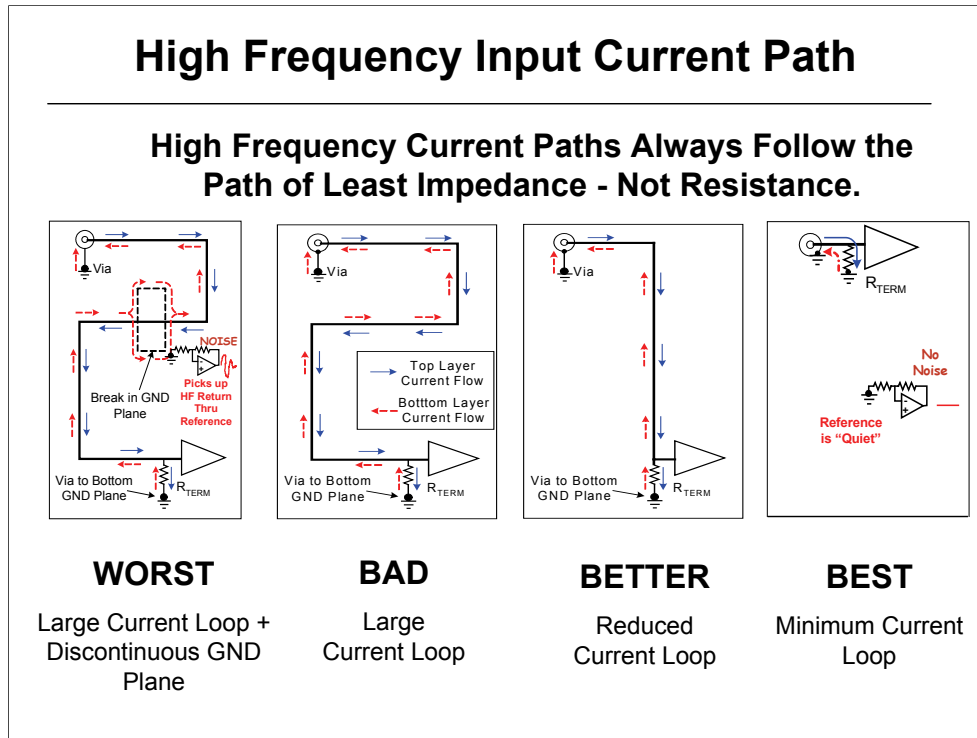 High Frequency Input Current Path
High Frequency Current Paths Always Follow the
Path of Least Impedance - Not Resistance.
Via
NOISE
-
+
Break in GND
Plane
Picks up
HF Return
Thru
Reference
Via to Bottom
GND Plane
RTERM
WORST
Large Current Loop +
Discontinuous GND
Plane
Via
Top Layer
Current Flow
Botttom Layer
Current Flow
Via to Bottom
GND Plane
RTERM
BAD
Large
Current Loop
Via
Via to Bottom
GND Plane
RTERM
BETTER
Reduced
Current Loop
RTERM
No
Noise
-
+
Reference
is “Quiet”
BEST
Minimum Current
Loop